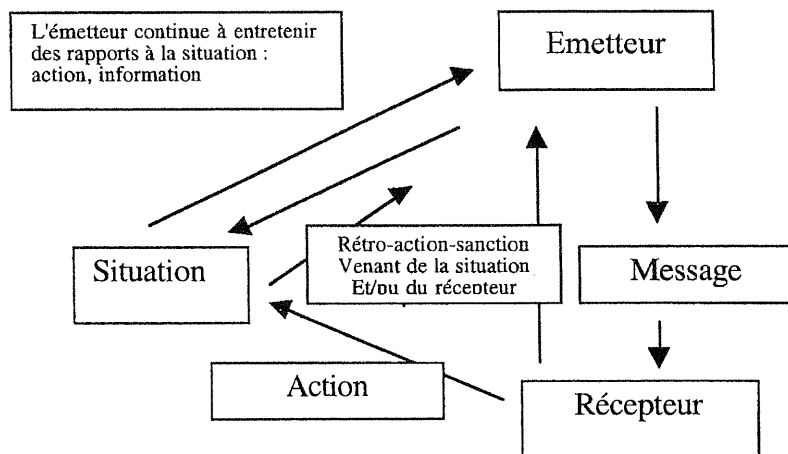 L'émetteur continue à entretenir
des rapports à la situation :
action, information
Emetteur
Situation
Rétro-action-sanction
Venant de la situation
Et/ou du récepteur
Message
Action
Récepteur